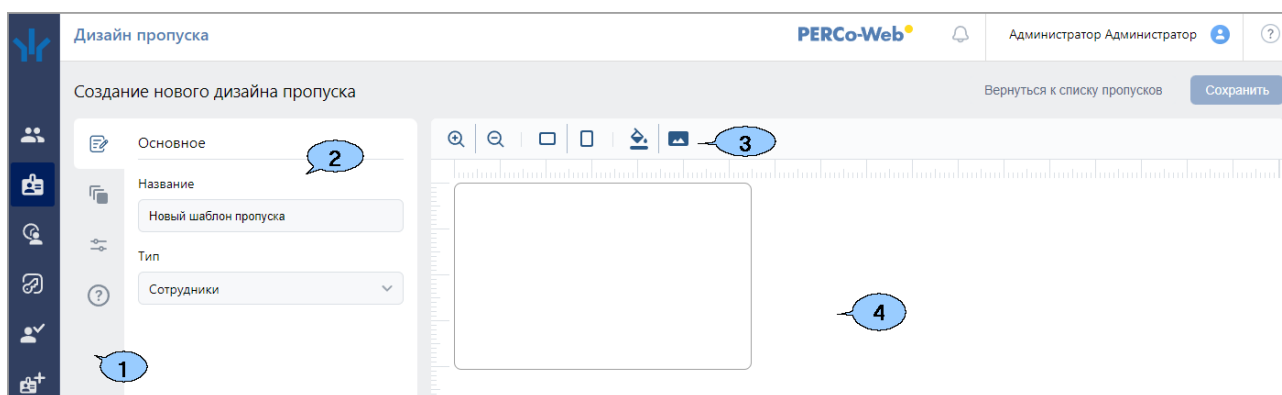 Дизайн пропуска
PERCo-Web
Администратор Администратор
?
Создание нового дизайна пропуска
Вернуться к списку пропусков
Сохранить
Основное
2
3
Название
Новый шаблон пропуска
Тип
Сотрудники
?
4
1